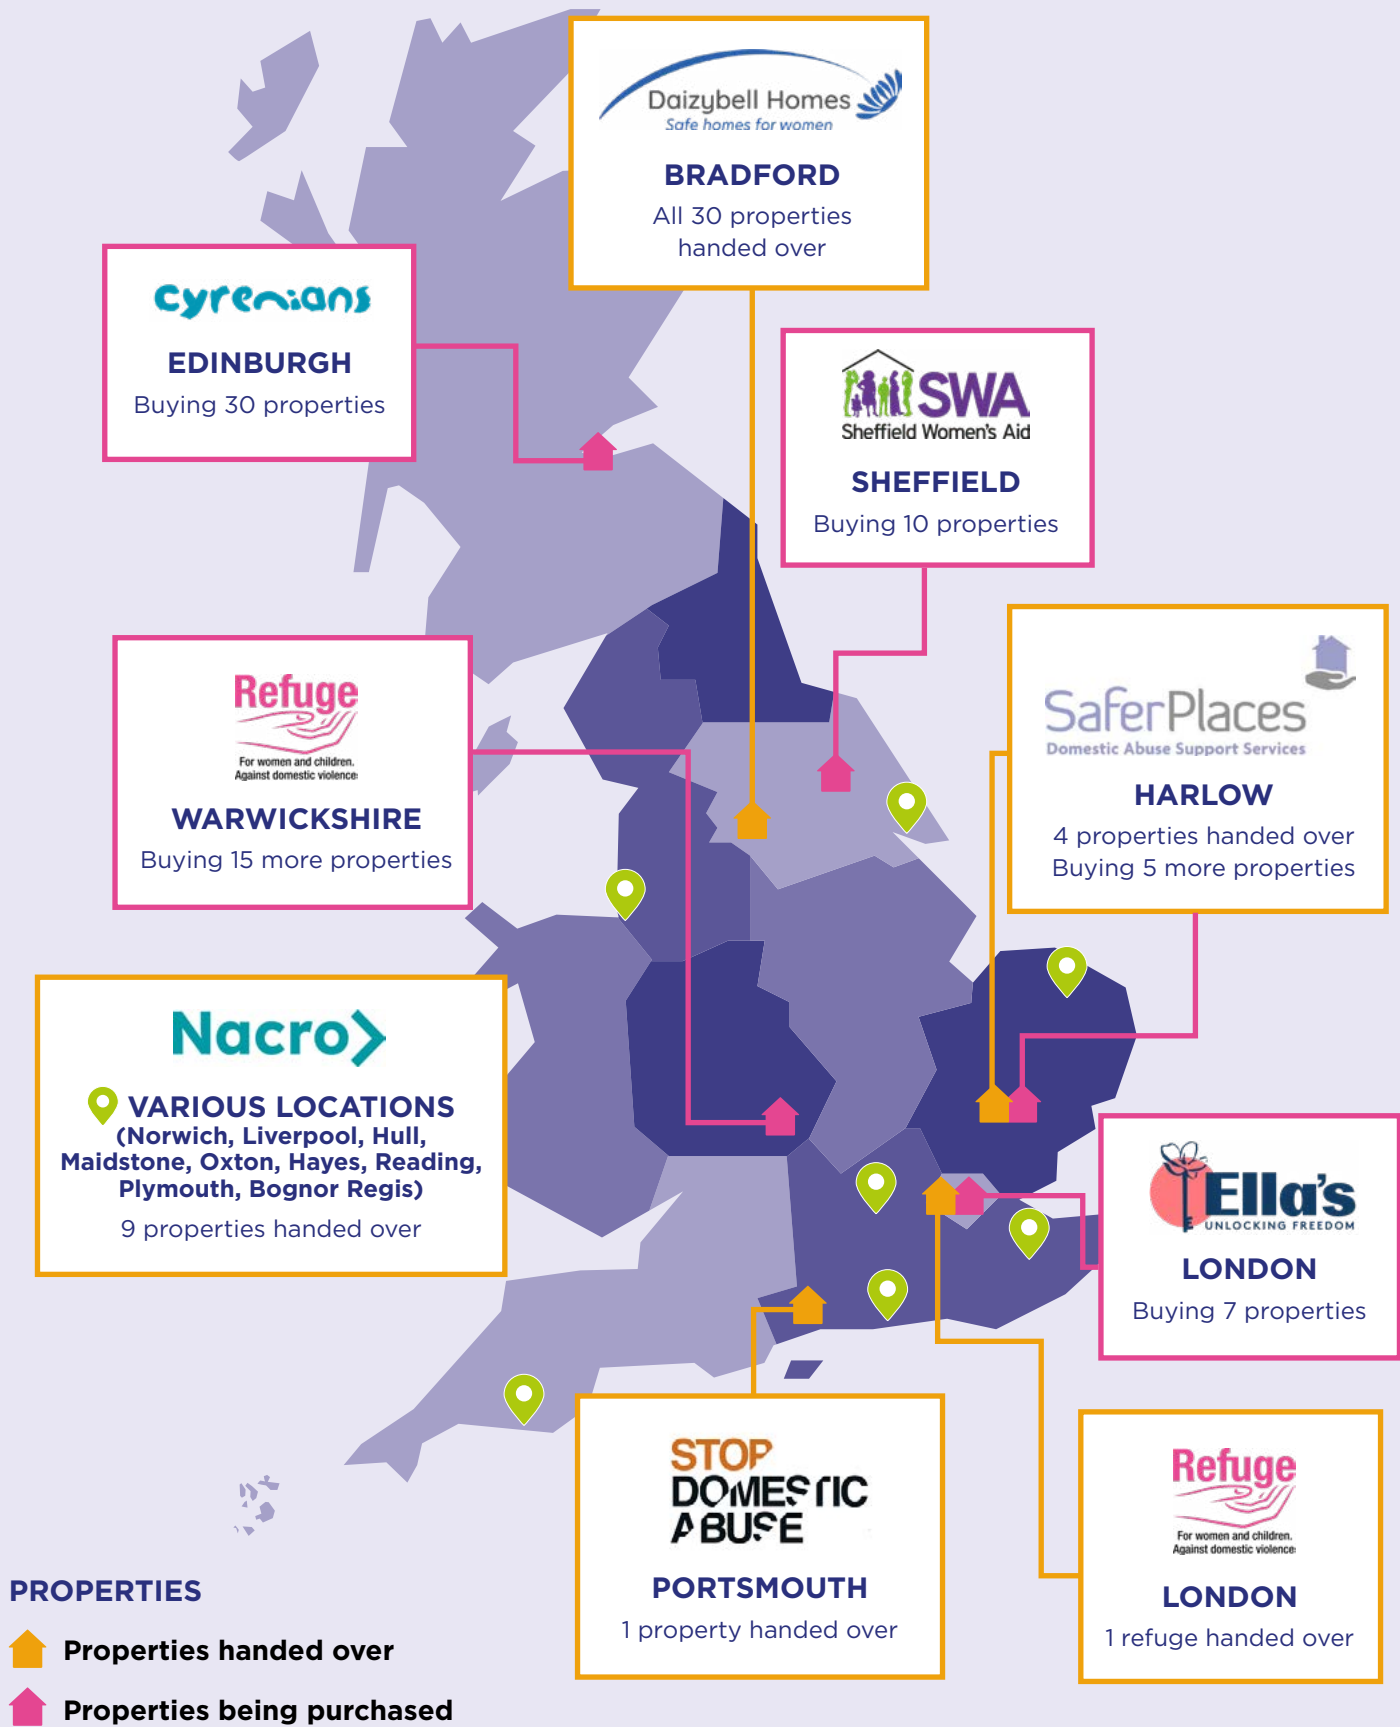 Daizybell Homes
Safe homes for women
BRADFORD
All 30 properties
handed over
cyrenians
EDINBURGH
Buying 30 properties
SWA
Sheffield Women's Aid
SHEFFIELD
Buying 10 properties
Refuge
For women and children.
Against domestic violence.
WARWICKSHIRE
Buying 15 more properties
SaferPlaces
Domestic Abuse Support Services
HARLOW
4 properties handed over
Buying 5 more properties
Nacro
VARIOUS LOCATIONS
(Norwich, Liverpool, Hull,
Maidstone, Oxton, Hayes, Reading,
Plymouth, Bognor Regis)
9 properties handed over
Ella's
UNLOCKING FREEDOM
LONDON
Buying 7 properties
STOP
DOMESTIC
ABUSE
PORTSMOUTH
1 property handed over
Refuge
For women and children.
Against domestic violence.
LONDON
1 refuge handed over
PROPERTIES
Properties handed over
Properties being purchased